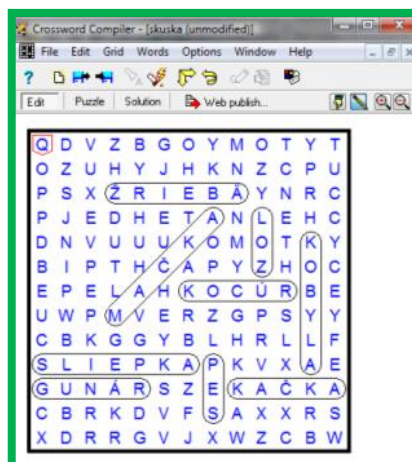 Crossword Compiler - [skuska (unmodified)]
File Edit Grid Words Options Window Help
Edit Puzzle Solution Web publish...
Q D V Z B G O Y M O T Y T
O Z U H Y J H K N Z C P U
P S X Ž R I E B Ä Y N R C
P J E D H E T A N L E H C
D N V U U U K O M O T K Y
B I P T H Č A P Y Z H O C
E P E L A H K O C Ú R B E
U W P M V E R Z G P S Y Y
C B K G G Y B L H R L L F
S L I E P K A P K V X A E
G U N Á R S Z E K A Č K A
C B R K D V F S A X X R S
X D R R G V J X W Z C B W